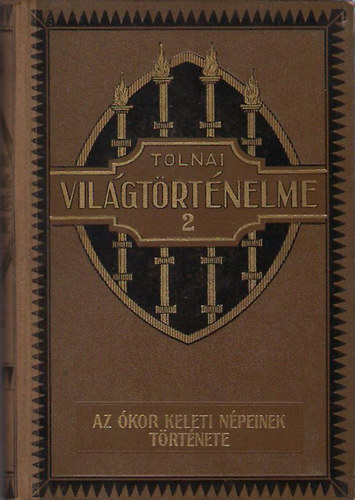 TOLNAI
VILÁGTÖRTÉNELME
2
AZ ÓKOR KELETI NÉPEINEK
TÖRTÉNETE